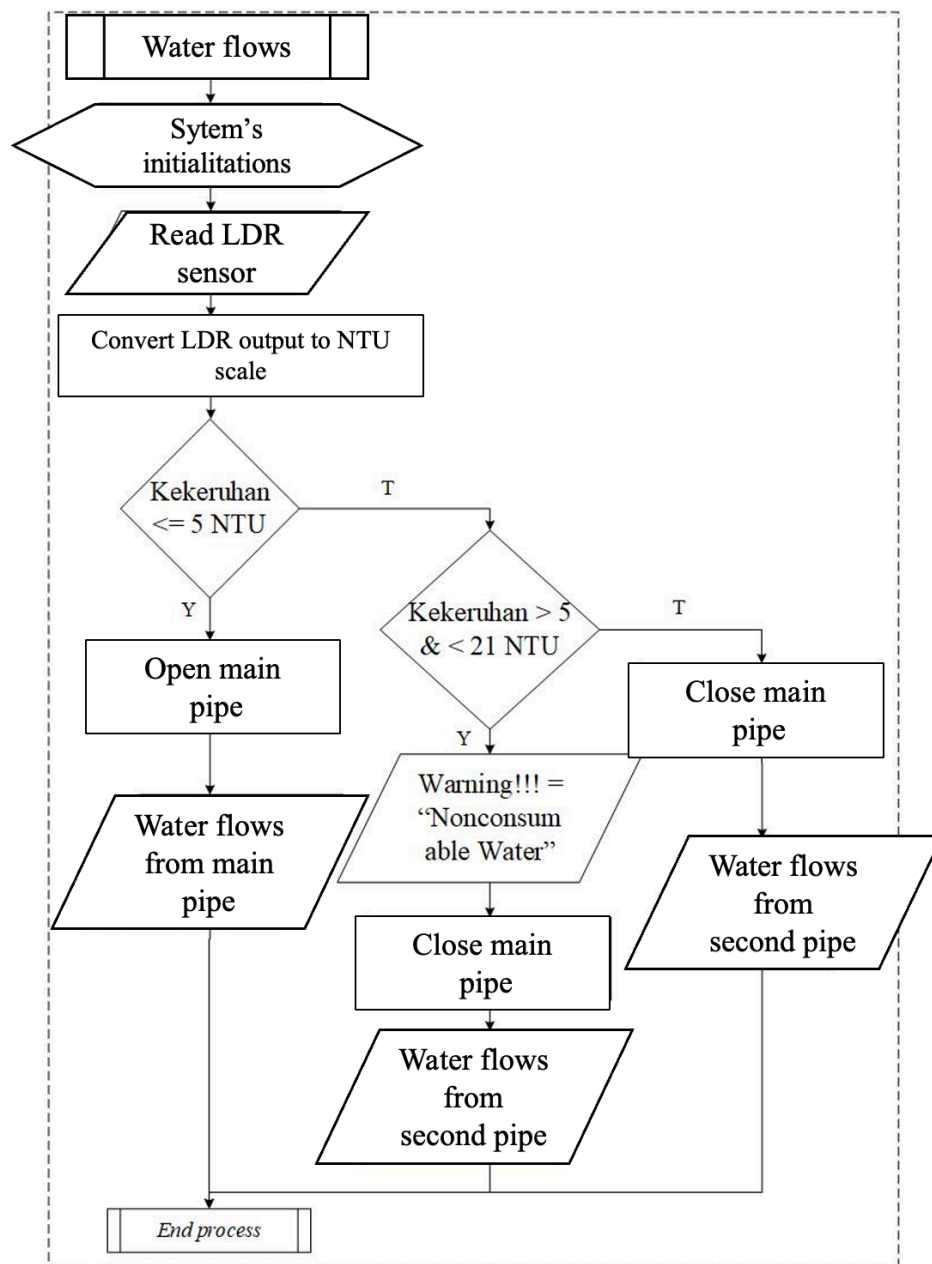 Water flows
Sytem’s
initialitations
Read LDR
sensor
Convert LDR output to NTU
scale
Kekeruhan
<= 5 NTU
T
Y
Open main
pipe
Water flows
from main
pipe
Kekeruhan > 5
& < 21 NTU
T
Y
Warning!!! =
“Nonconsum
able Water”
Close main
pipe
Water flows
from
second pipe
Close main
pipe
Water flows
from
second pipe
End process